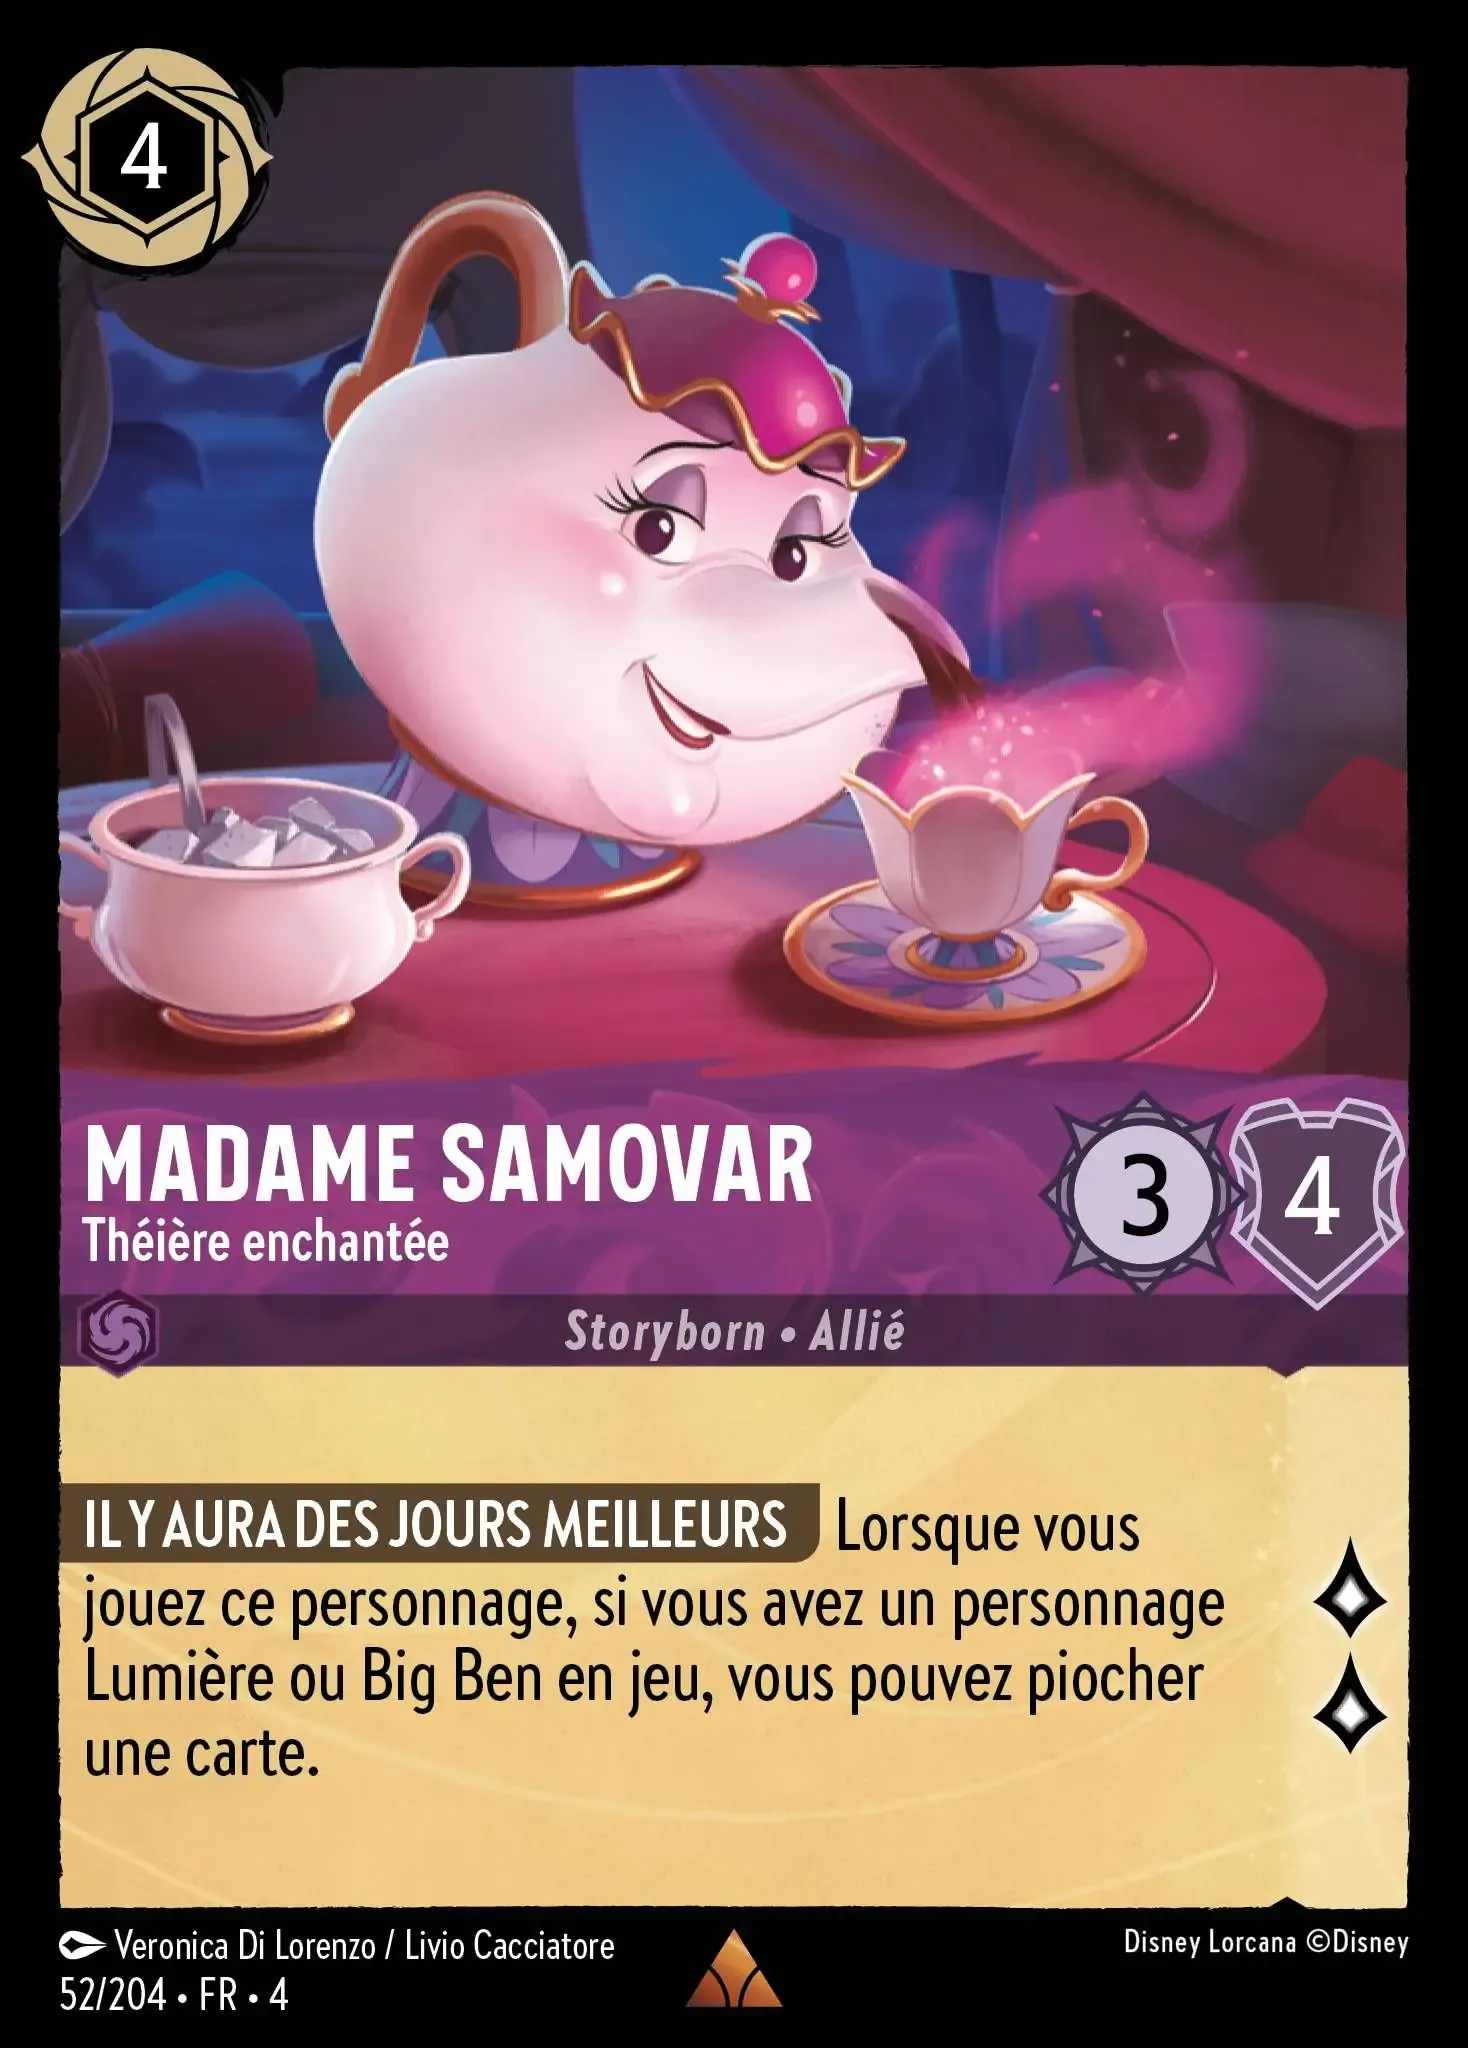 4
MADAME SAMOVAR
Théière enchantée
3
4
Storyborn • Allié
IL Y AURA DES JOURS MEILLEURS Lorsque vous
jouez ce personnage, si vous avez un personnage
Lumière ou Big Ben en jeu, vous pouvez piocher
une carte.
Veronica Di Lorenzo / Livio Cacciatore
Disney Lorcana ©Disney
52/204 • FR • 4